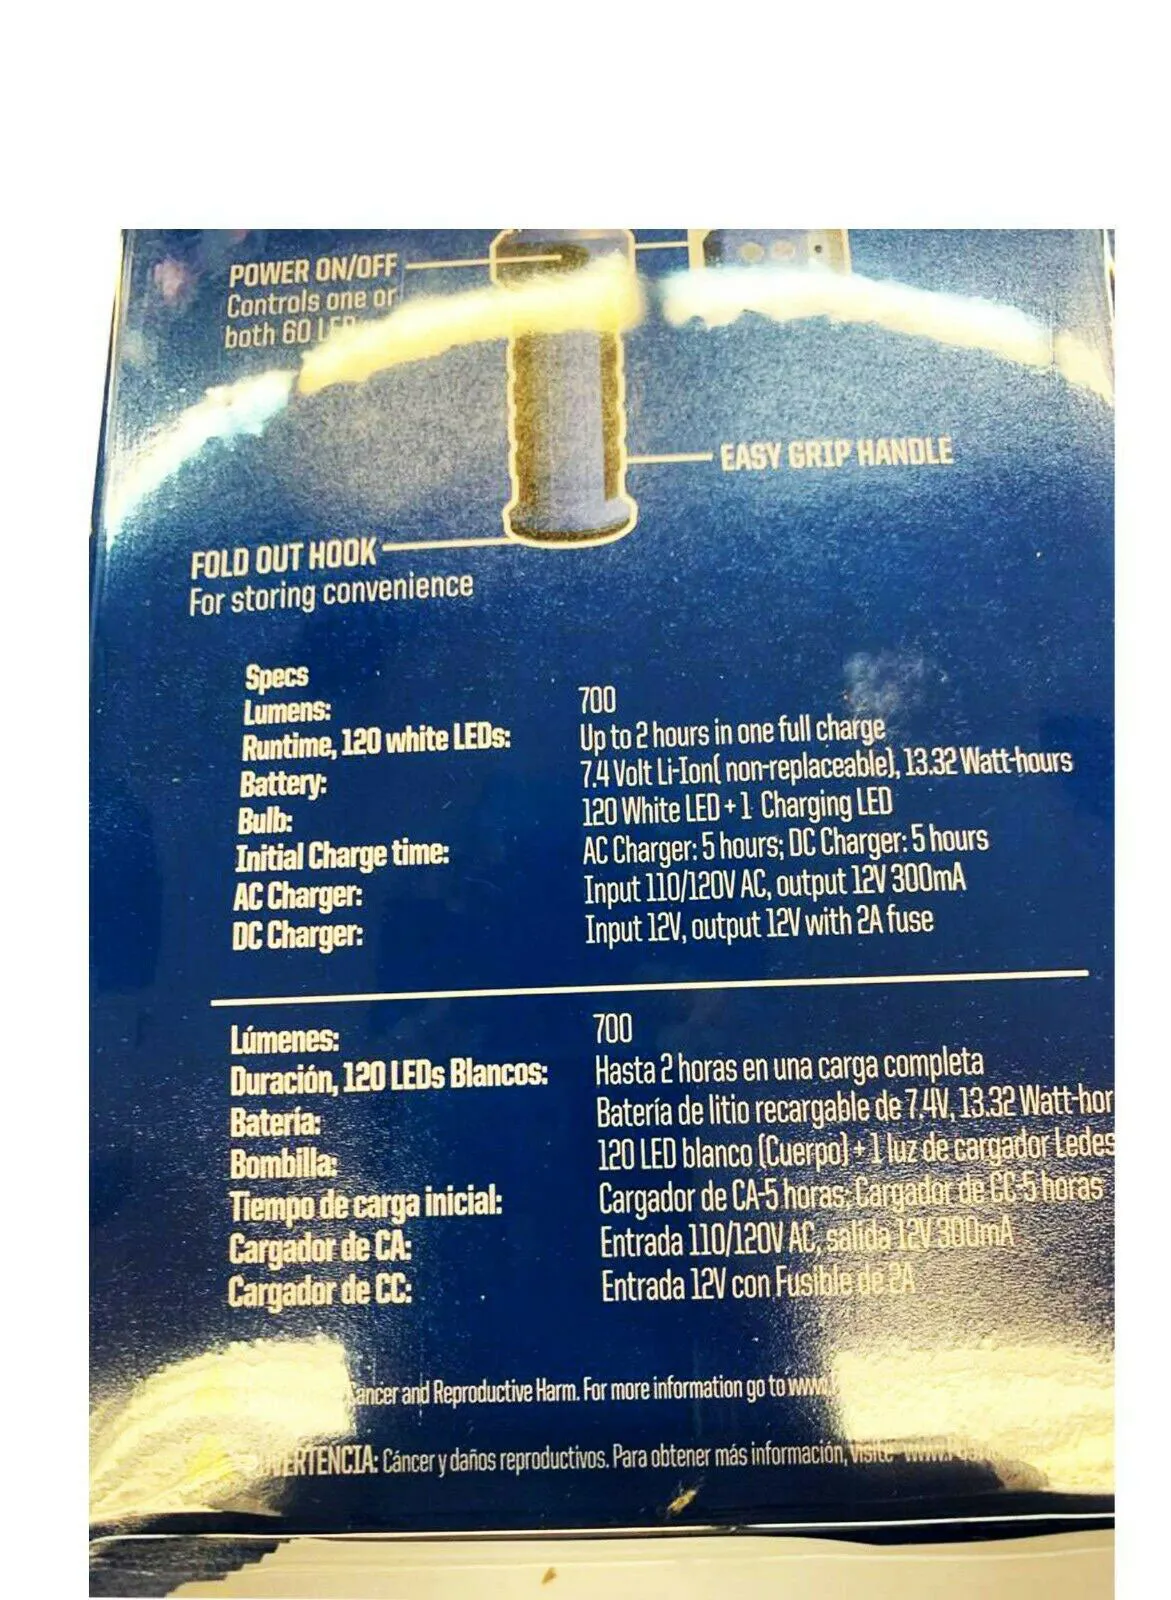 POWER ON/OFF
Controls one or
both 60
EASY GRIP HANDLE
FOLD OUT HOOK
For storing convenience
Specs
Lumens: 700
Runtime, 120 white LEDs: Up to 2 hours in one full charge
Battery: 7.4 Volt Li-Ion( non-replaceable), 13.32 Watt-hours
Bulb: 120 White LED + 1 Charging LED
Initial Charge time: AC Charger: 5 hours; DC Charger: 5 hours
AC Charger: Input 110/120V AC, output 12V 300mA
DC Charger: Input 12V, output 12V with 2A fuse
Lúmenes: 700
Duración, 120 LEDs Blancos: Hasta 2 horas en una carga completa
Batería: Batería de litio recargable de 7.4V, 13.32 Watt-hor
Bombilla: 120 LED blanco (Cuerpo) + 1 luz de cargador Ledes
Tiempo de carga inicial: Cargador de CA-5 horas; Cargador de CC-5 horas
Cargador de CA: Entrada 110/120V AC, salida 12V 300mA
Cargador de CC: Entrada 12V con Fusible de 2A
ancer and Reproductive Harm. For more information go to www.
VERTENCIA: Cáncer y daños reproductivos. Para obtener más información, visite